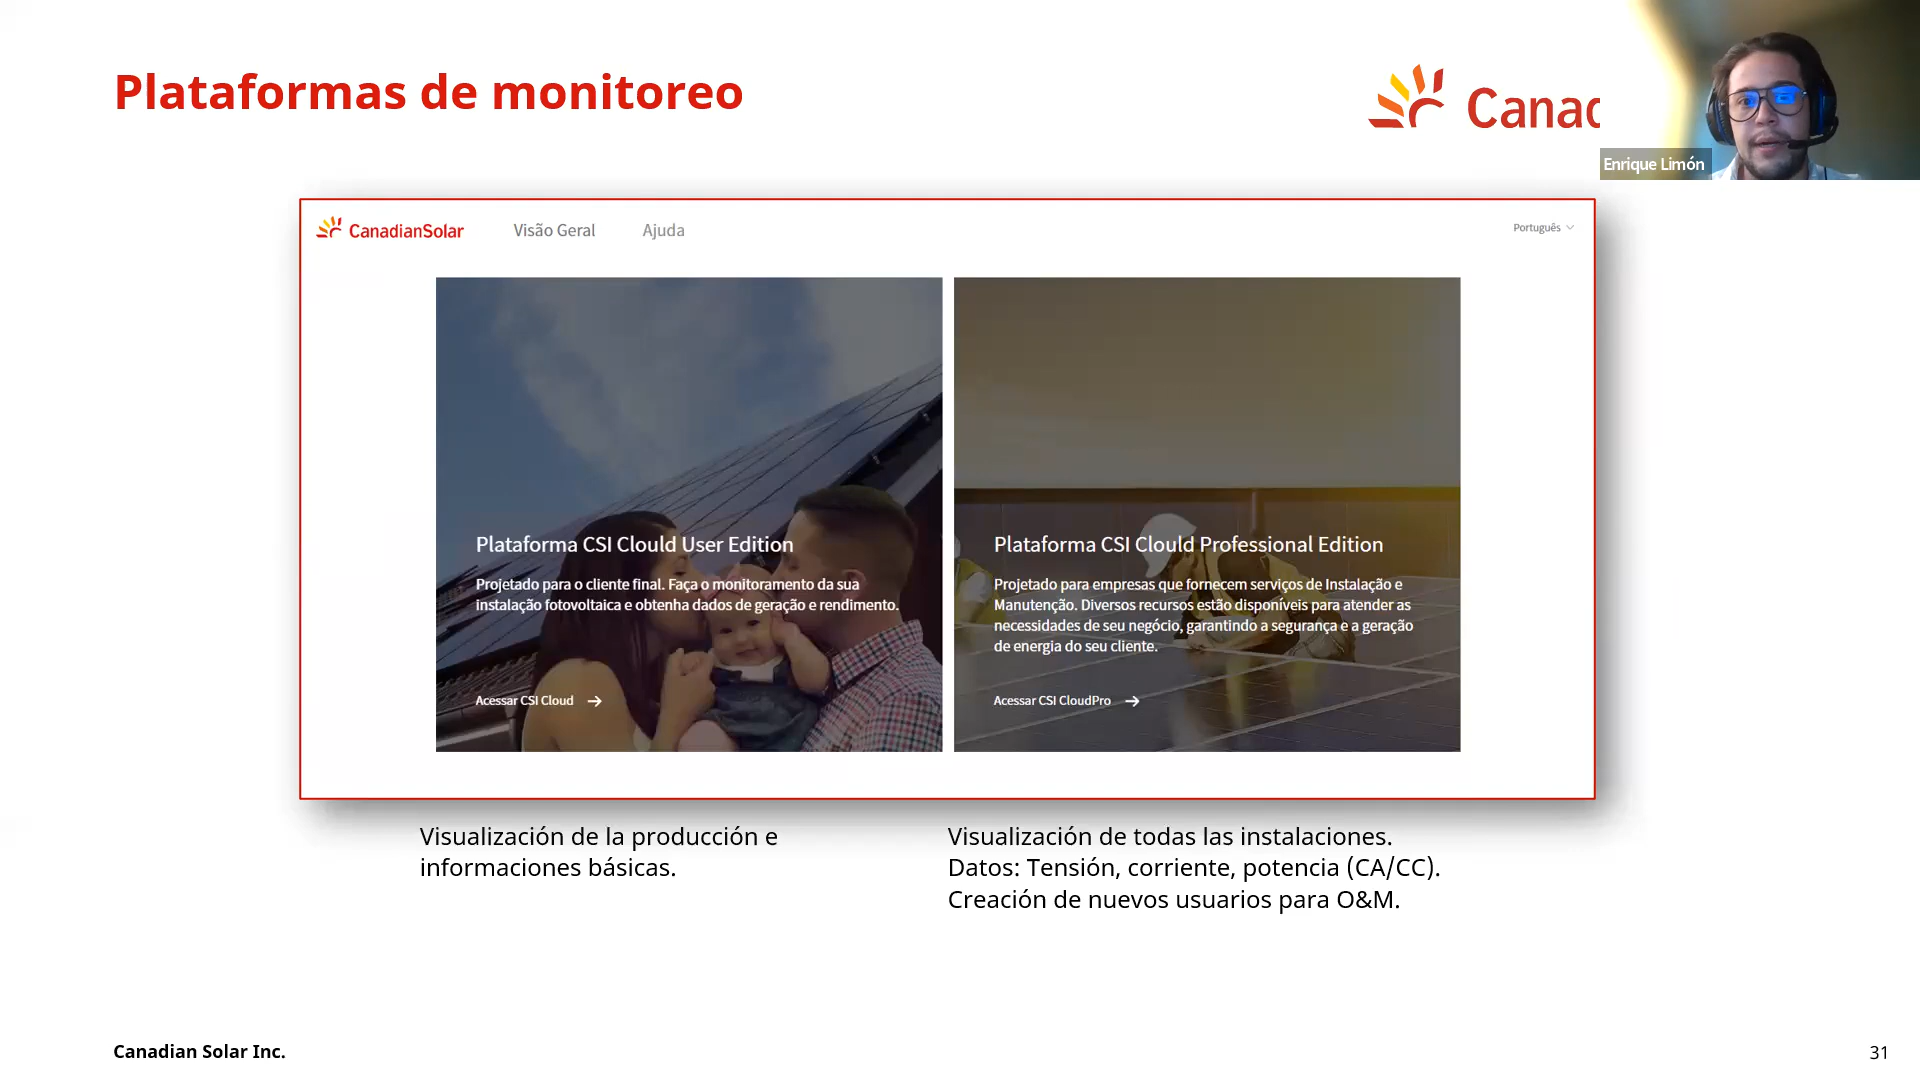 Plataformas de monitoreo
Canad
Enrique Limón
CanadianSolar
Visão Geral
Ajuda
Português
Plataforma CSI Clould User Edition
Projetado para o cliente final. Faça o monitoramento da sua
instalação fotovoltaica e obtenha dados de geração e rendimento.
Acessar CSI Cloud
Plataforma CSI Clould Professional Edition
Projetado para empresas que fornecem serviços de Instalação e
Manutenção. Diversos recursos estão disponíveis para atender as
necessidades de seu negócio, garantindo a segurança e a geração
de energia do seu cliente.
Acessar CSI CloudPro
Visualización de la producción e
informaciones básicas.
Visualización de todas las instalaciones.
Datos: Tensión, corriente, potencia (CA/CC).
Creación de nuevos usuarios para O&M.
Canadian Solar Inc.
31